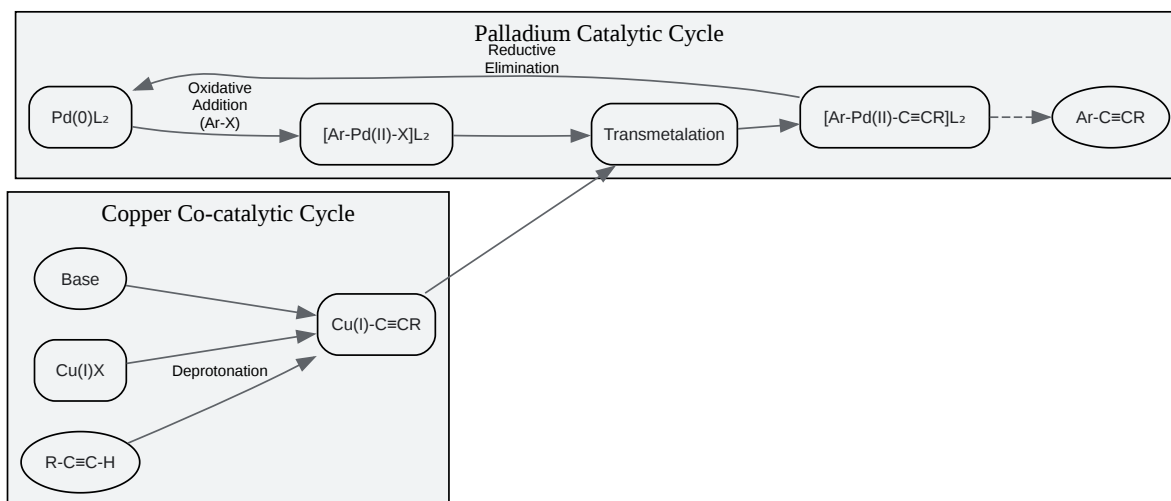 Palladium Catalytic Cycle
Reductive
Elimination
Oxidative
Addition
(Ar-X)
Pd(0)L₂
[Ar-Pd(II)-X]L₂
Transmetalation
[Ar-Pd(II)-C≡CR]L₂
Ar-C≡CR
Copper Co-catalytic Cycle
Base
Cu(I)-C≡CR
Cu(I)X
Deprotonation
R-C≡C-H